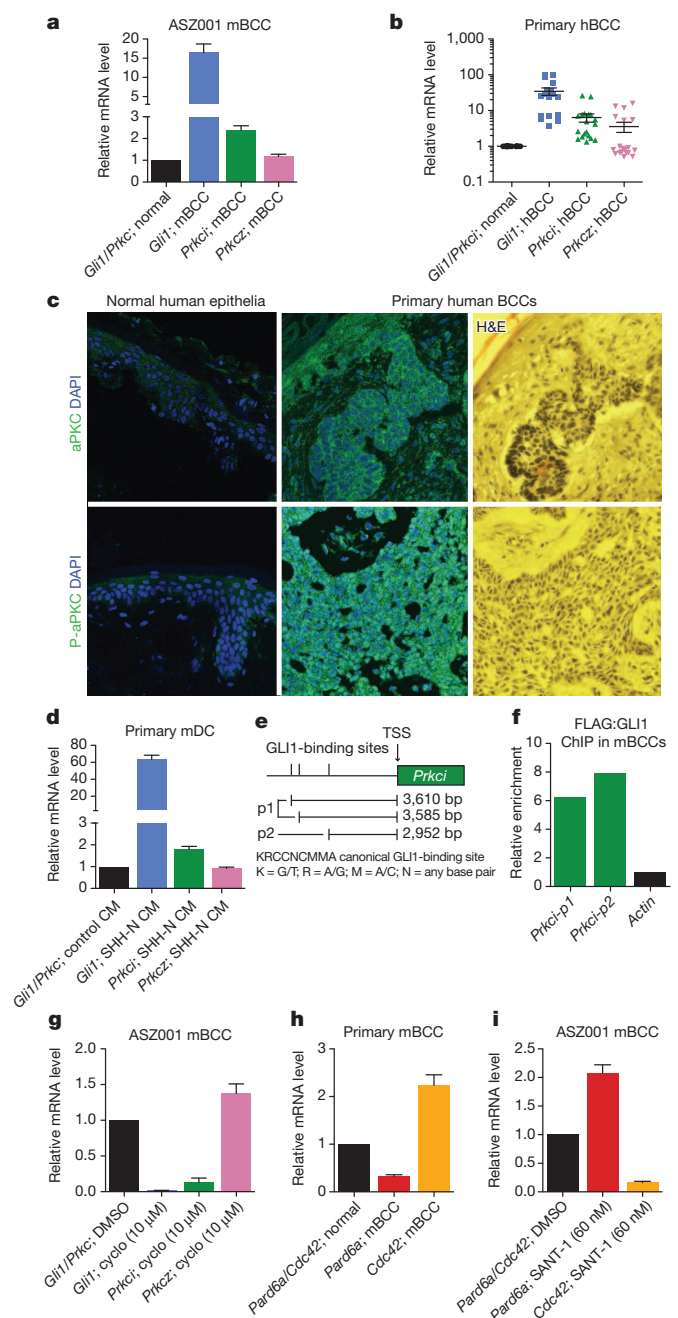 a
ASZ001 mBCC
Relative mRNA level
20
15
10
5
3
2
1
0
Gli1/Prkc; normal
Gli1; mBCC
Prkci; mBCC
Prkcz; mBCC
b
Primary hBCC
Relative mRNA level
1,000
100
10
1
0.1
Gli1/Prkci; normal
Gli1; hBCC
Prkci; hBCC
Prkcz; hBCC
c
Normal human epithelia
Primary human BCCs
aPKC DAPI
H&E
P-aPKC DAPI
d
Primary mDC
Relative mRNA level
80
60
40
20
3
2
1
0
Gli1/Prkc; control CM
Gli1; SHH-N CM
Prkci; SHH-N CM
Prkcz; SHH-N CM
e
TSS
GLI1-binding sites
Prkci
p1
3,610 bp
3,585 bp
p2
2,952 bp
KRCCNCMMA canonical GLI1-binding site
K = G/T; R = A/G; M = A/C; N = any base pair
f
FLAG:GLI1
ChIP in mBCCs
Relative enrichment
10
8
6
4
2
0
Prkci-p1
Prkci-p2
Actin
g
ASZ001 mBCC
Relative mRNA level
2.0
1.5
1.0
0.5
0.0
Gli1/Prkc; DMSO
Gli1; cyclo (10 µM)
Prkci; cyclo (10 µM)
Prkcz; cyclo (10 µM)
h
Primary mBCC
Relative mRNA level
3
2
1
0
Pard6a/Cdc42; normal
Pard6a; mBCC
Cdc42; mBCC
i
ASZ001 mBCC
Relative mRNA level
2.5
2.0
1.5
1.0
0.5
0.0
Pard6a/Cdc42; DMSO
Pard6a; SANT-1 (60 nM)
Cdc42; SANT-1 (60 nM)